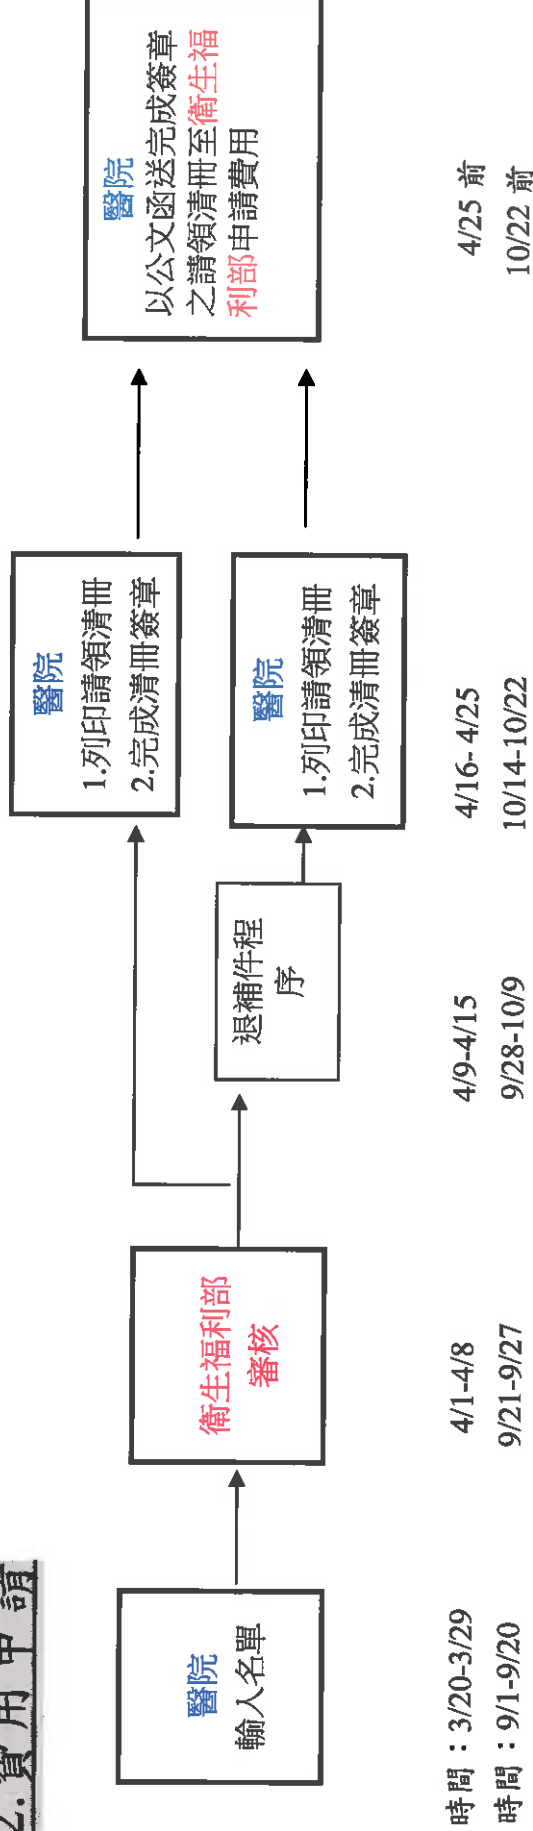 2.費用申請
醫院
輸入名單
衛生福利部
審核
退補件程
序
醫院
1.列印請領清冊
2.完成清冊簽章
醫院
1.列印請領清冊
2.完成清冊簽章
醫院
以公文函送完成簽章
之請領清冊至衛生福
利部申請費用
時間：3/20-3/29 4/1-4/8 4/9-4/15 4/16- 4/25 4/25 前
時間：9/1-9/20 9/21-9/27 9/28-10/9 10/14-10/22 10/22 前